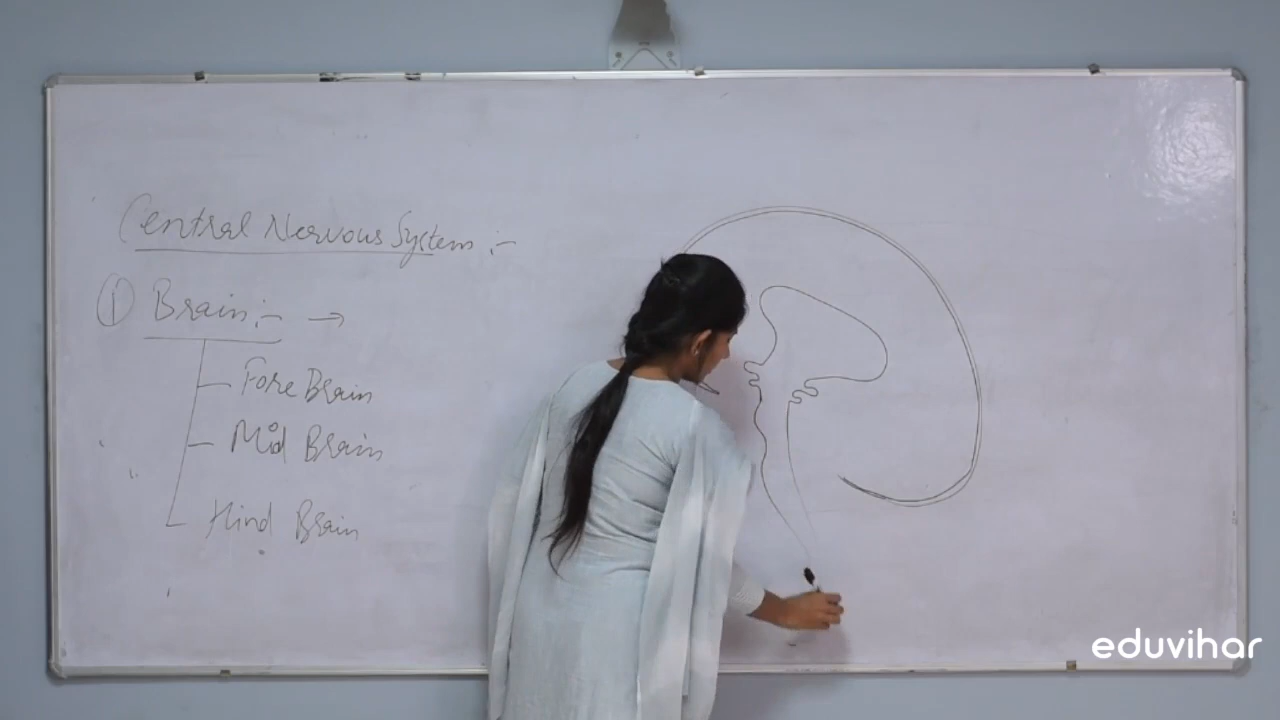 Central Nervous System :-
① Brain :- →
Fore Brain
Mid Brain
Hind Brain
eduvihar